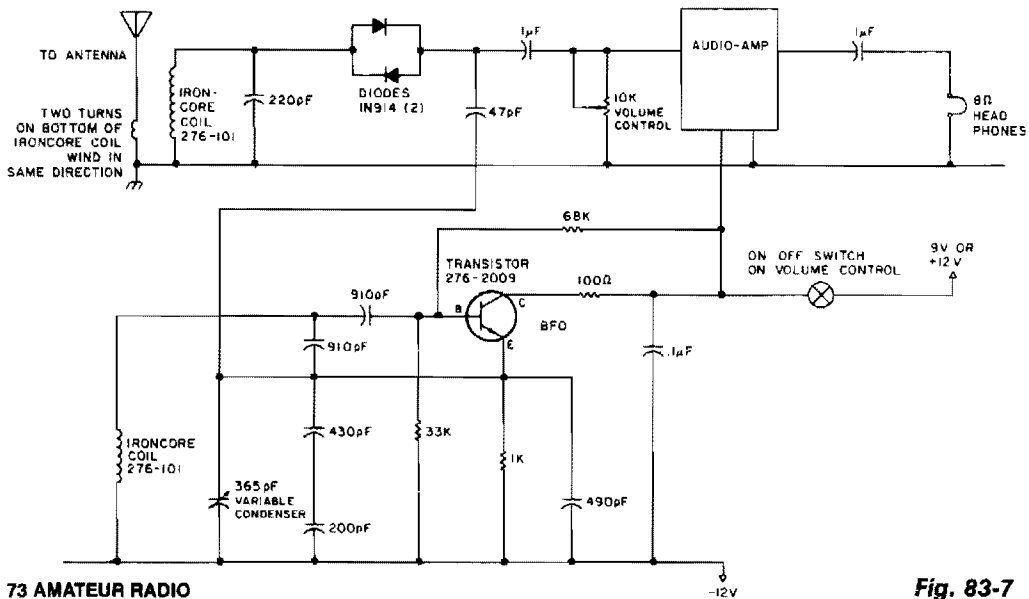 TO ANTENNA
TWO TURNS
ON BOTTOM OF
IRONCORE COIL
WIND IN
SAME DIRECTION
IRON-
CORE
COIL
276-101
220pF
DIODES
IN914 (2)
47pF
1µF
10K
VOLUME
CONTROL
AUDIO-AMP
1µF
8Ω
HEAD
PHONES
68K
TRANSISTOR
276-2009
100Ω
ON OFF SWITCH
ON VOLUME CONTROL
9V OR
+12V
910pF
B
C
E
BFO
910pF
.1µF
IRONCORE
COIL
276-101
430pF
33K
1K
365pF
VARIABLE
CONDENSER
200pF
490pF
-12V
73 AMATEUR RADIO
Fig. 83-7